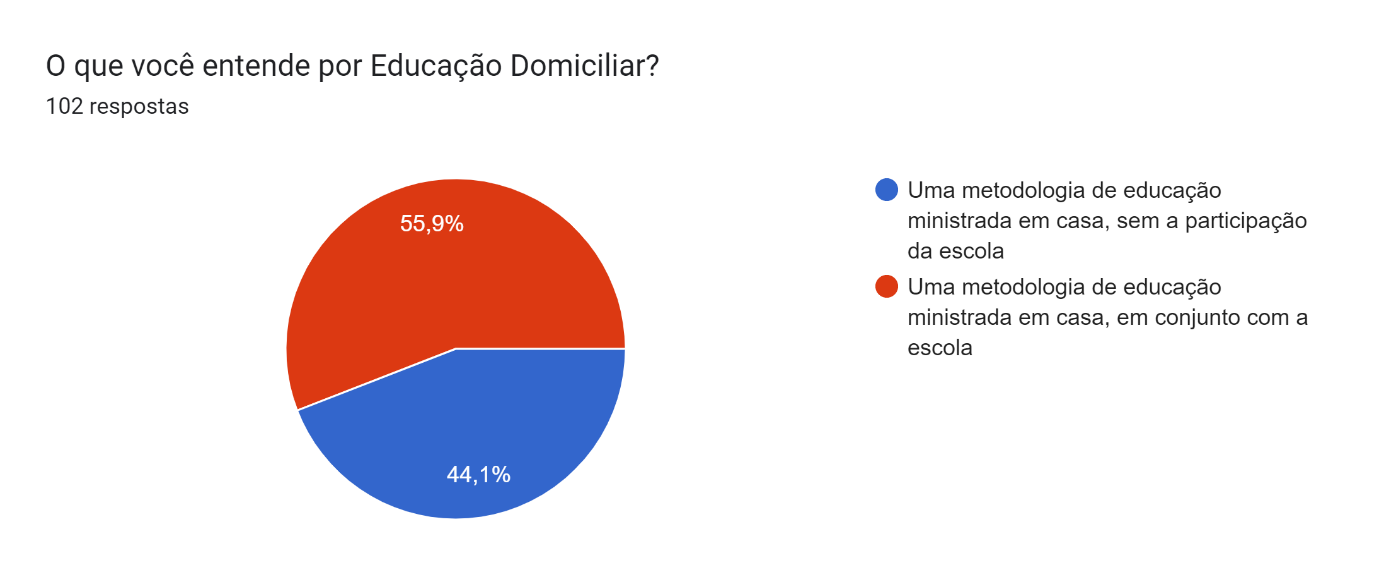 O que você entende por Educação Domiciliar?
102 respostas
55,9%
44,1%
Uma metodologia de educação
ministrada em casa, sem a participação
da escola
Uma metodologia de educação
ministrada em casa, em conjunto com a
escola